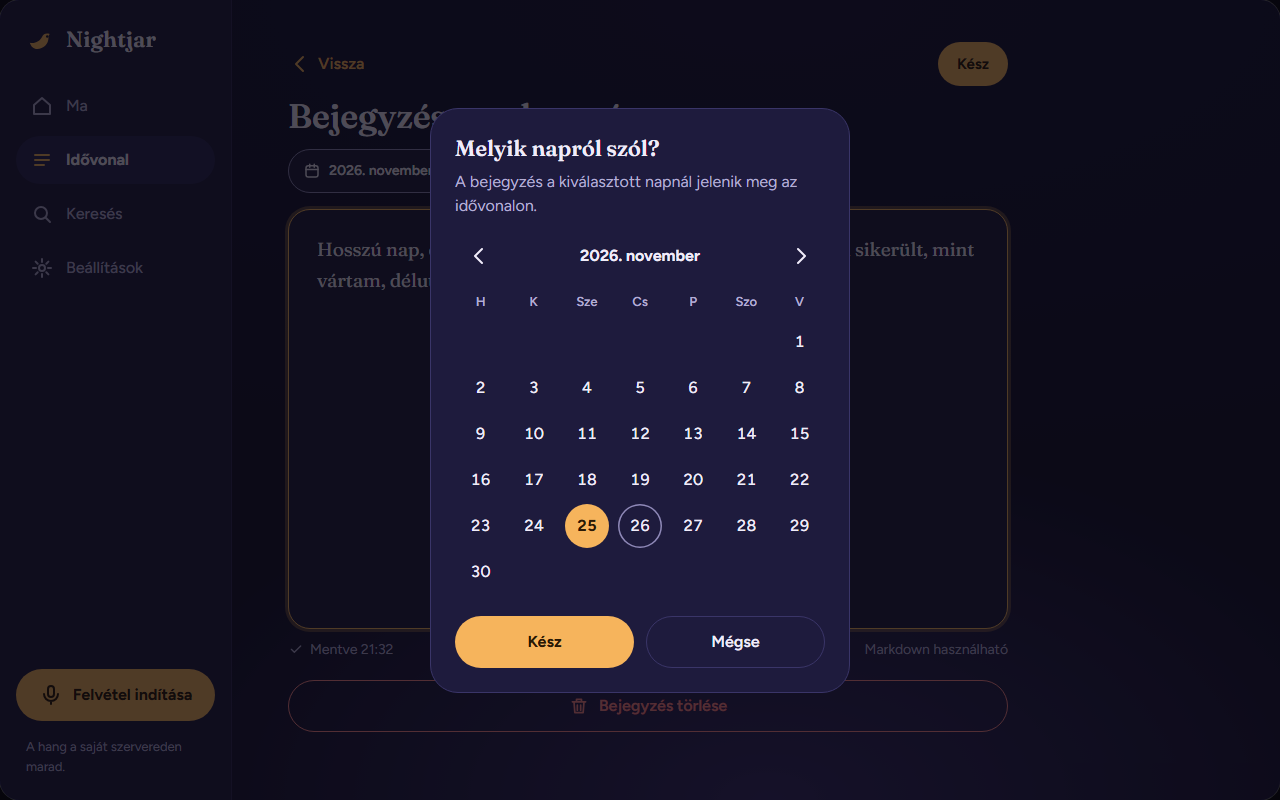 Nightjar
Ma
Idővonal
Keresés
Beállítások
Felvétel indítása
A hang a saját szervereden
marad.
Vissza
Kész
Bejegyzés
2026. november
Hosszú nap,
sikerült, mint
vártam,
Mentve 21:32
Markdown használható
Bejegyzés törlése
Melyik napról szól?
A bejegyzés a kiválasztott napnál jelenik meg az
idővonalon.
2026. november
H K Sze Cs P Szo V
1
2 3 4 5 6 7 8
9 10 11 12 13 14 15
16 17 18 19 20 21 22
23 24 25 26 27 28 29
30
Kész
Mégse